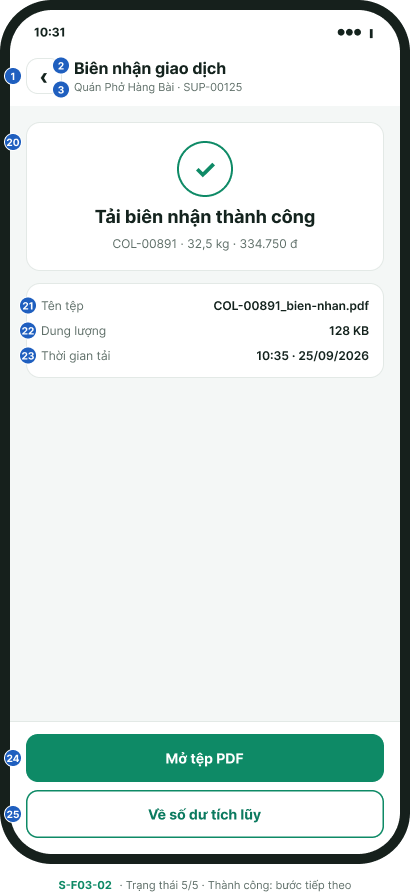 10:31
1 ‹ 2 Biên nhận giao dịch
3 Quán Phở Hàng Bài · SUP-00125
20
Tải biên nhận thành công
COL-00891 · 32,5 kg · 334.750 đ
21 Tên tệp COL-00891_bien-nhan.pdf
22 Dung lượng 128 KB
23 Thời gian tải 10:35 · 25/09/2026
24 Mở tệp PDF
25 Về số dư tích lũy
S-F03-02 · Trạng thái 5/5 · Thành công: bước tiếp theo